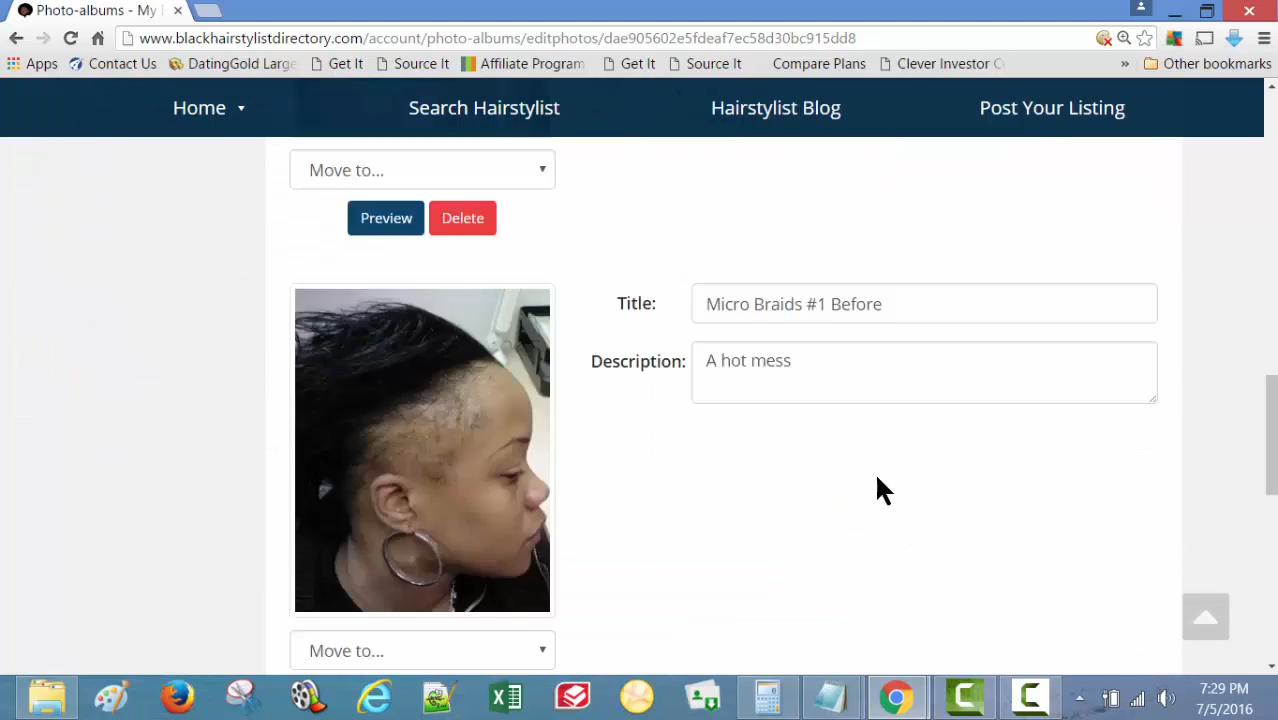 Photo-albums - My
www.blackhairstylistdirectory.com/account/photo-albums/editphotos/dae905602e5fdeaf7ec58d30bc915dd8
Apps Contact Us DatingGold Large Get It Source It Affiliate Program Get It Source It Compare Plans Clever Investor C » Other bookmarks
Home Search Hairstylist Hairstylist Blog Post Your Listing
Move to...
Preview Delete
Title: Micro Braids #1 Before
Description: A hot mess
Move to...
7:29 PM
7/5/2016